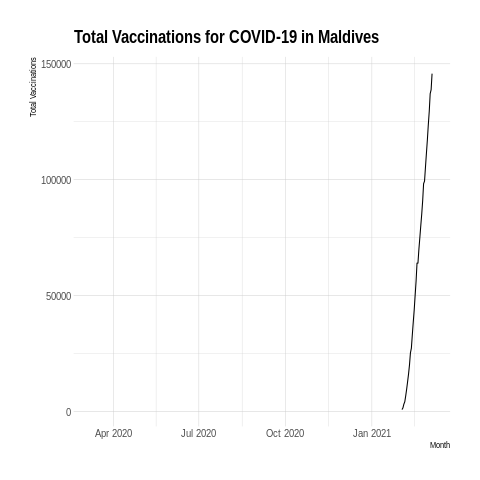 Total Vaccinations for COVID-19 in Maldives
Total Vaccinations
150000
100000
50000
0
Apr 2020
Jul 2020
Oct 2020
Jan 2021
Month